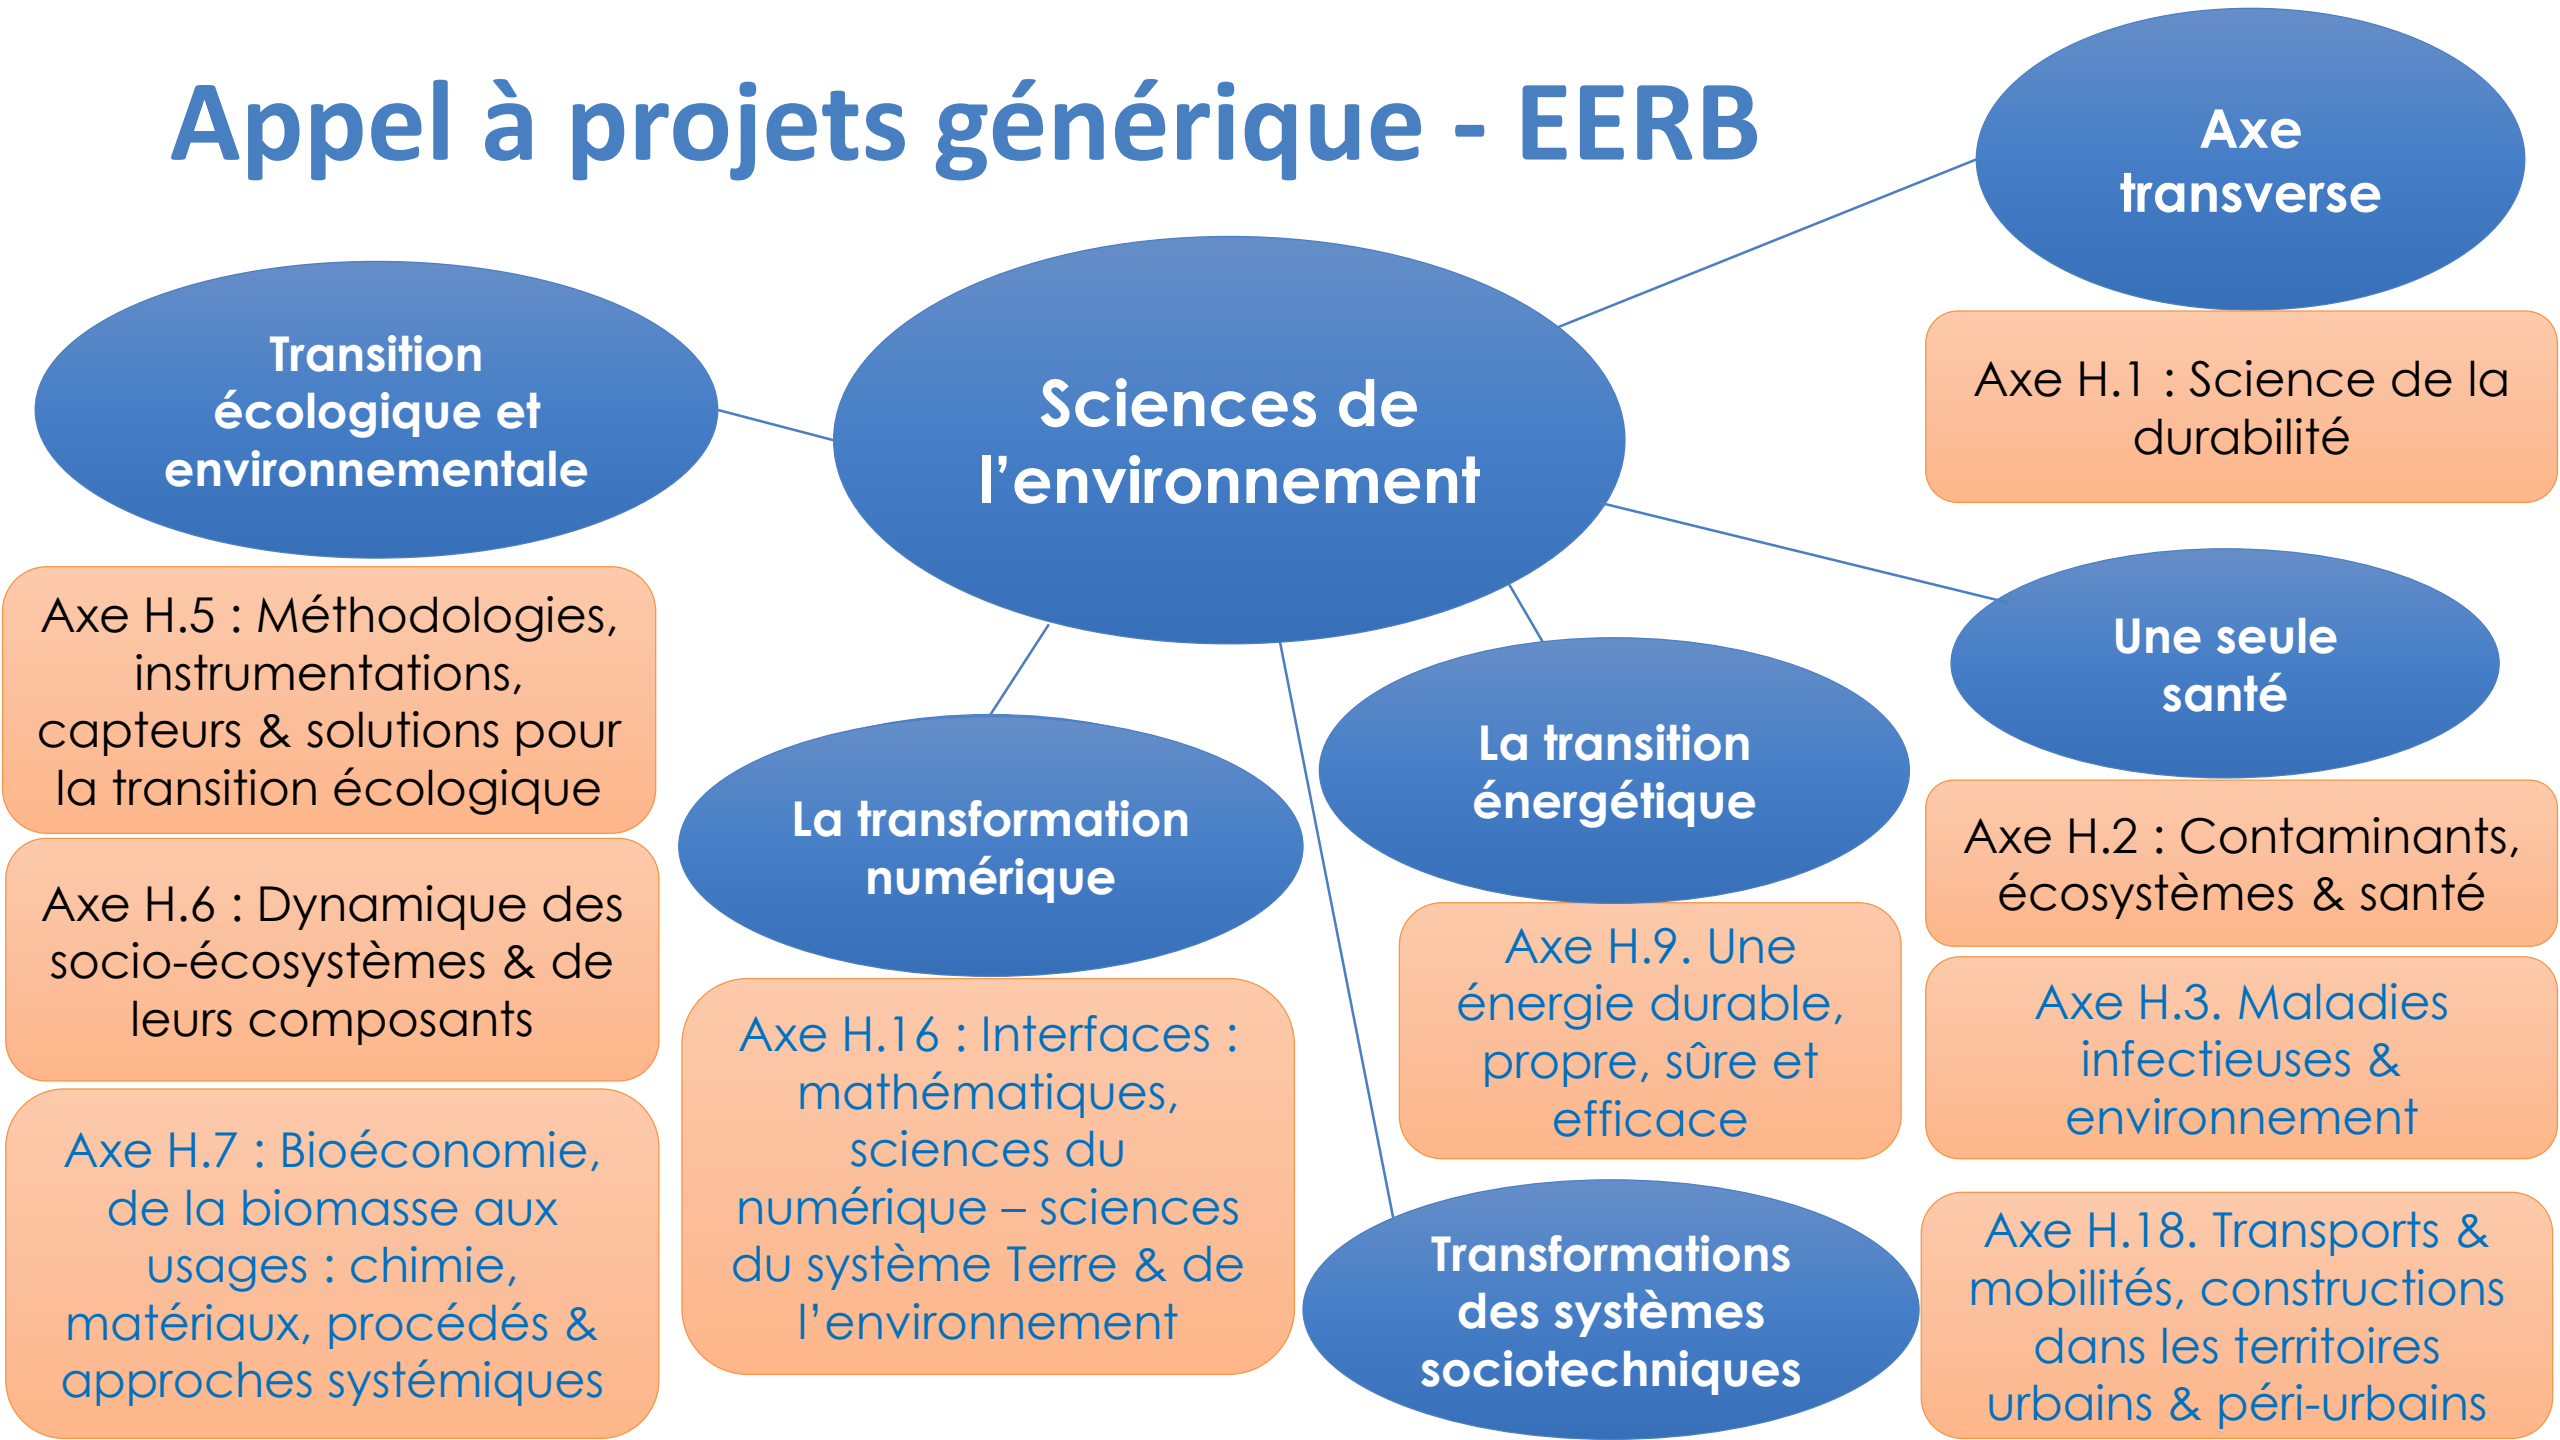 Appel à projets générique - EERB
Axe
transverse
Axe H.1 : Science de la
durabilité
Sciences de
l’environnement
Transition
écologique et
environnementale
Axe H.5 : Méthodologies,
instrumentations,
capteurs & solutions pour
la transition écologique
Axe H.6 : Dynamique des
socio-écosystèmes & de
leurs composants
Axe H.7 : Bioéconomie,
de la biomasse aux
usages : chimie,
matériaux, procédés &
approches systémiques
La transformation
numérique
Axe H.16 : Interfaces :
mathématiques,
sciences du
numérique – sciences
du système Terre & de
l’environnement
La transition
énergétique
Axe H.9. Une
énergie durable,
propre, sûre et
efficace
Une seule
santé
Axe H.2 : Contaminants,
écosystèmes & santé
Axe H.3. Maladies
infectieuses &
environnement
Transformations
des systèmes
sociotechniques
Axe H.18. Transports &
mobilités, constructions
dans les territoires
urbains & péri-urbains